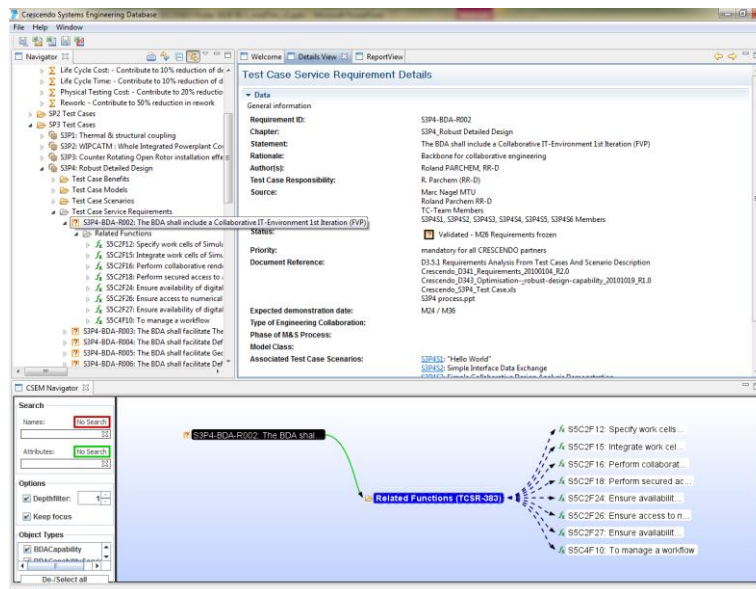 Crescendo Systems Engineering Database
File Help Window
Navigator
Life Cycle Cost: - Contribute to 10% reduction of de
Life Cycle Time: - Contribute to 10% reduction of d
Physical Testing Cost: - Contribute to 20% reductio
Rework: - Contribute to 50% reduction in rework
SP2 Test Cases
SP3 Test Cases
S3P1: Thermal & structural coupling
S3P2: WIPCATM : Whole Integrated Powerplant Co
S3P3: Counter Rotating Open Rotor installation effe
S3P4: Robust Detailed Design
Test Case Benefits
Test Case Models
Test Case Scenarios
Test Case Service Requirements
S3P4-BDA-R002: The BDA shall include a Collaborative IT-Environment 1st Iteration (FVP)
Related Functions
S5C2F12: Specify work cells of Simula
S5C2F15: Integrate work cells of Simu
S5C2F16: Perform collaborative rende
S5C2F18: Perform secured access to
S5C2F24: Ensure availability of digital
S5C2F26: Ensure access to numerical
S5C2F27: Ensure availability of digital
S5C4F10: To manage a workflow
S3P4-BDA-R003: The BDA shall facilitate The
S3P4-BDA-R004: The BDA shall facilitate Def
S3P4-BDA-R005: The BDA shall facilitate Geo
S3P4-BDA-R006: The BDA shall facilitate Def
Welcome Details View ReportView
Test Case Service Requirement Details
Data
General information
Requirement ID: S3P4-BDA-R002
Chapter: S3P4_Robust Detailed Design
Statement: The BDA shall include a Collaborative IT-Environment 1st Iteration (FVP)
Rationale: Backbone for collaborative engineering
Author(s): Roland PARCHEM, RR-D
Test Case Responsibility: R. Parchem (RR-D)
Source: Marc Nagel MTU
Roland Parchem RR-D
TC-Team Members
S3P4S1, S3P4S2, S3P4S3, S3P4S4, S3P4S5, S3P4S6 Members
Status: Validated - M26 Requirements frozen
Priority: mandatory for all CRESCENDO partners
Document Reference: D3.5.1 Requirements Analysis From Test Cases And Scenario Description
Crescendo_D341_Requirements_20100104_R2.0
Crescendo_D343_Optimisation-_robust-design-capability_20101019_R1.0
Crescendo_S3P4_Test Case.xls
S3P4 process.ppt
Expected demonstration date: M24 / M36
Type of Engineering Collaboration:
Phase of M&S Process:
Model Class:
Associated Test Case Scenarios: S3P4S1: "Hello World"
S3P4S2: Simple Interface Data Exchange
CSEM Navigator
Search
Names: No Search
Attributes: No Search
Options
Depthfilter: 1
Keep focus
Object Types
BDACapability
De-/Select all
S3P4-BDA-R002: The BDA shal...
Related Functions (TCSR-383)
S5C2F12: Specify work cells...
S5C2F15: Integrate work cel...
S5C2F16: Perform collaborat...
S5C2F18: Perform secured ac...
S5C2F24: Ensure availabilit...
S5C2F26: Ensure access to n...
S5C2F27: Ensure availabilit...
S5C4F10: To manage a workflow